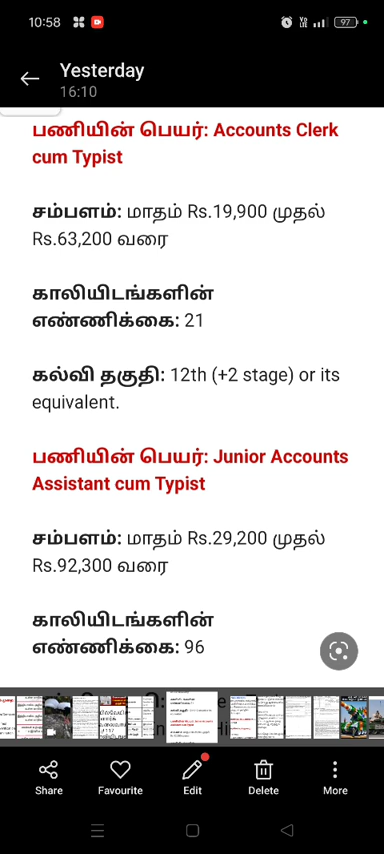 10:58
97
Yesterday
16:10
பணியின் பெயர்: Accounts Clerk
cum Typist
சம்பளம்: மாதம் Rs.19,900 முதல்
Rs.63,200 வரை
காலியிடங்களின்
எண்ணிக்கை: 21
கல்வி தகுதி: 12th (+2 stage) or its
equivalent.
பணியின் பெயர்: Junior Accounts
Assistant cum Typist
சம்பளம்: மாதம் Rs.29,200 முதல்
Rs.92,300 வரை
காலியிடங்களின்
எண்ணிக்கை: 96
Share Favourite Edit Delete More